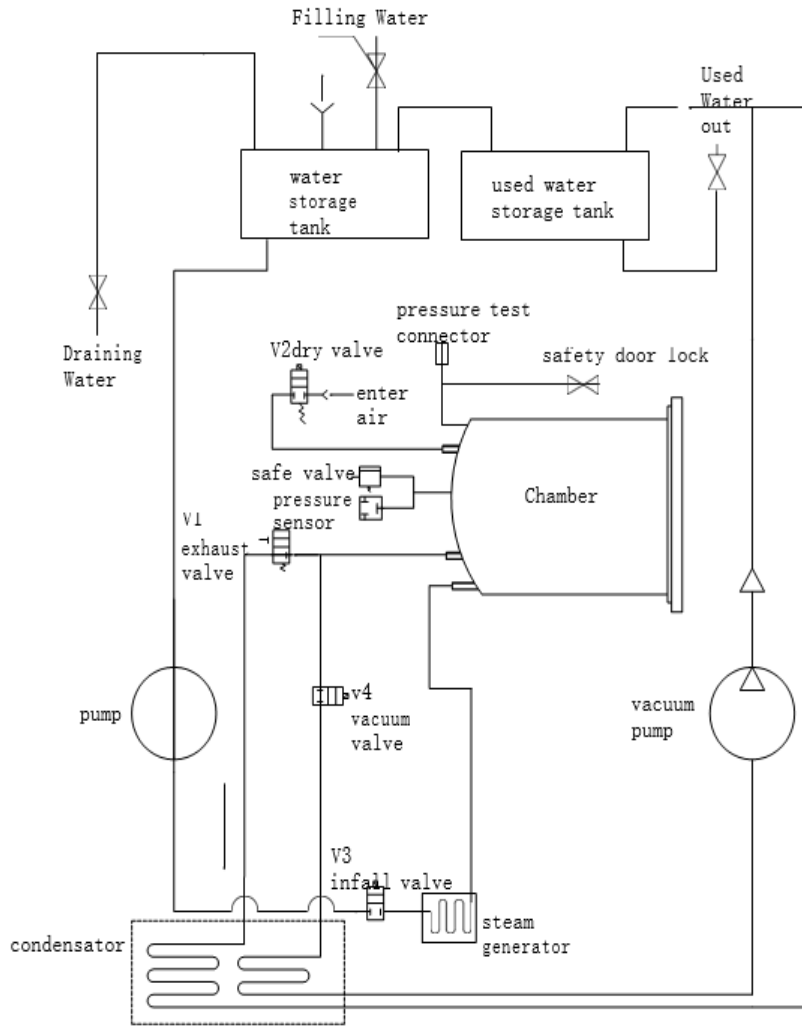 Filling Water
Used
Water
out
water
storage
tank
used water
storage tank
pressure test
connector
V2dry valve
safety door lock
Draining
Water
enter
air
safe valve
pressure
sensor
Chamber
V1
exhaust
valve
pump
v4
vacuum
valve
vacuum
pump
V3
infall valve
steam
generator
condensator